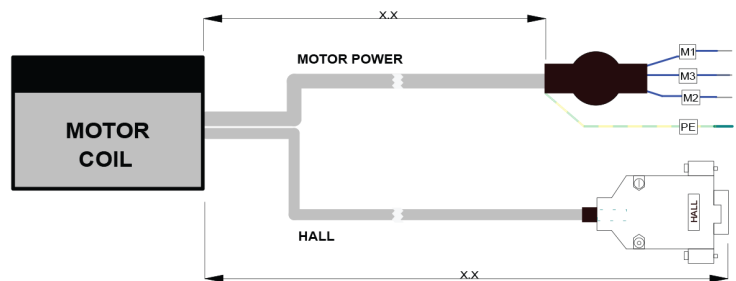 X.X
MOTOR POWER
M1
M3
M2
PE
MOTOR
COIL
HALL
HALL
X.X